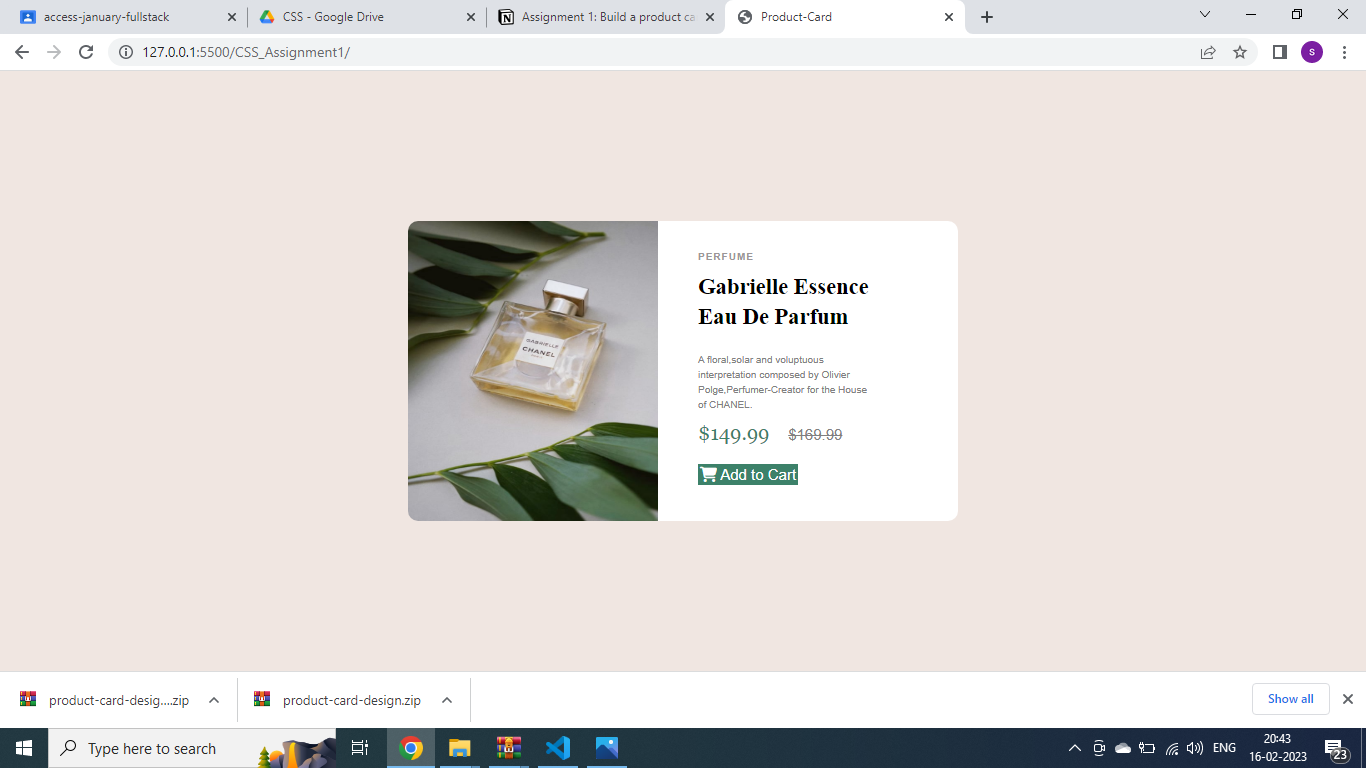 access-january-fullstack
CSS - Google Drive
Assignment 1: Build a product ca
Product-Card
127.0.0.1:5500/CSS_Assignment1/
s
PERFUME
Gabrielle Essence
Eau De Parfum
A floral,solar and voluptuous
interpretation composed by Olivier
Polge,Perfumer-Creator for the House
of CHANEL.
$149.99 $169.99
Add to Cart
GABRIELLE
CHANEL
product-card-desig....zip
product-card-design.zip
Show all
Type here to search
ENG
20:43
16-02-2023
23